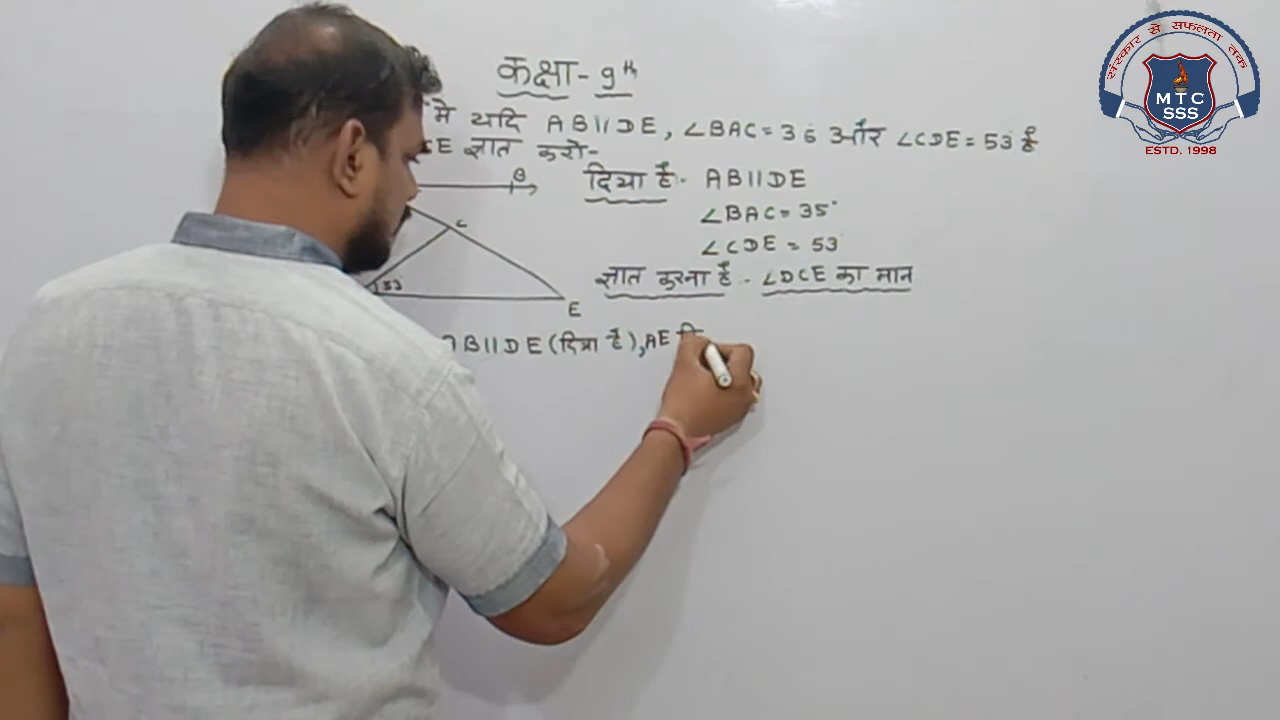 कक्षा - 9th
में यदि AB||DE, ∠BAC = 35 और ∠CDE = 53° है
CE ज्ञात करो-
B
दिया है:- AB||DE
∠BAC = 35°
C
∠CDE = 53°
ज्ञात करना है:- ∠DCE का मान
53°
E
AB||DE (दिया है), AE
संस्कार से सफलता तक
MTC
SSS
ESTD. 1998